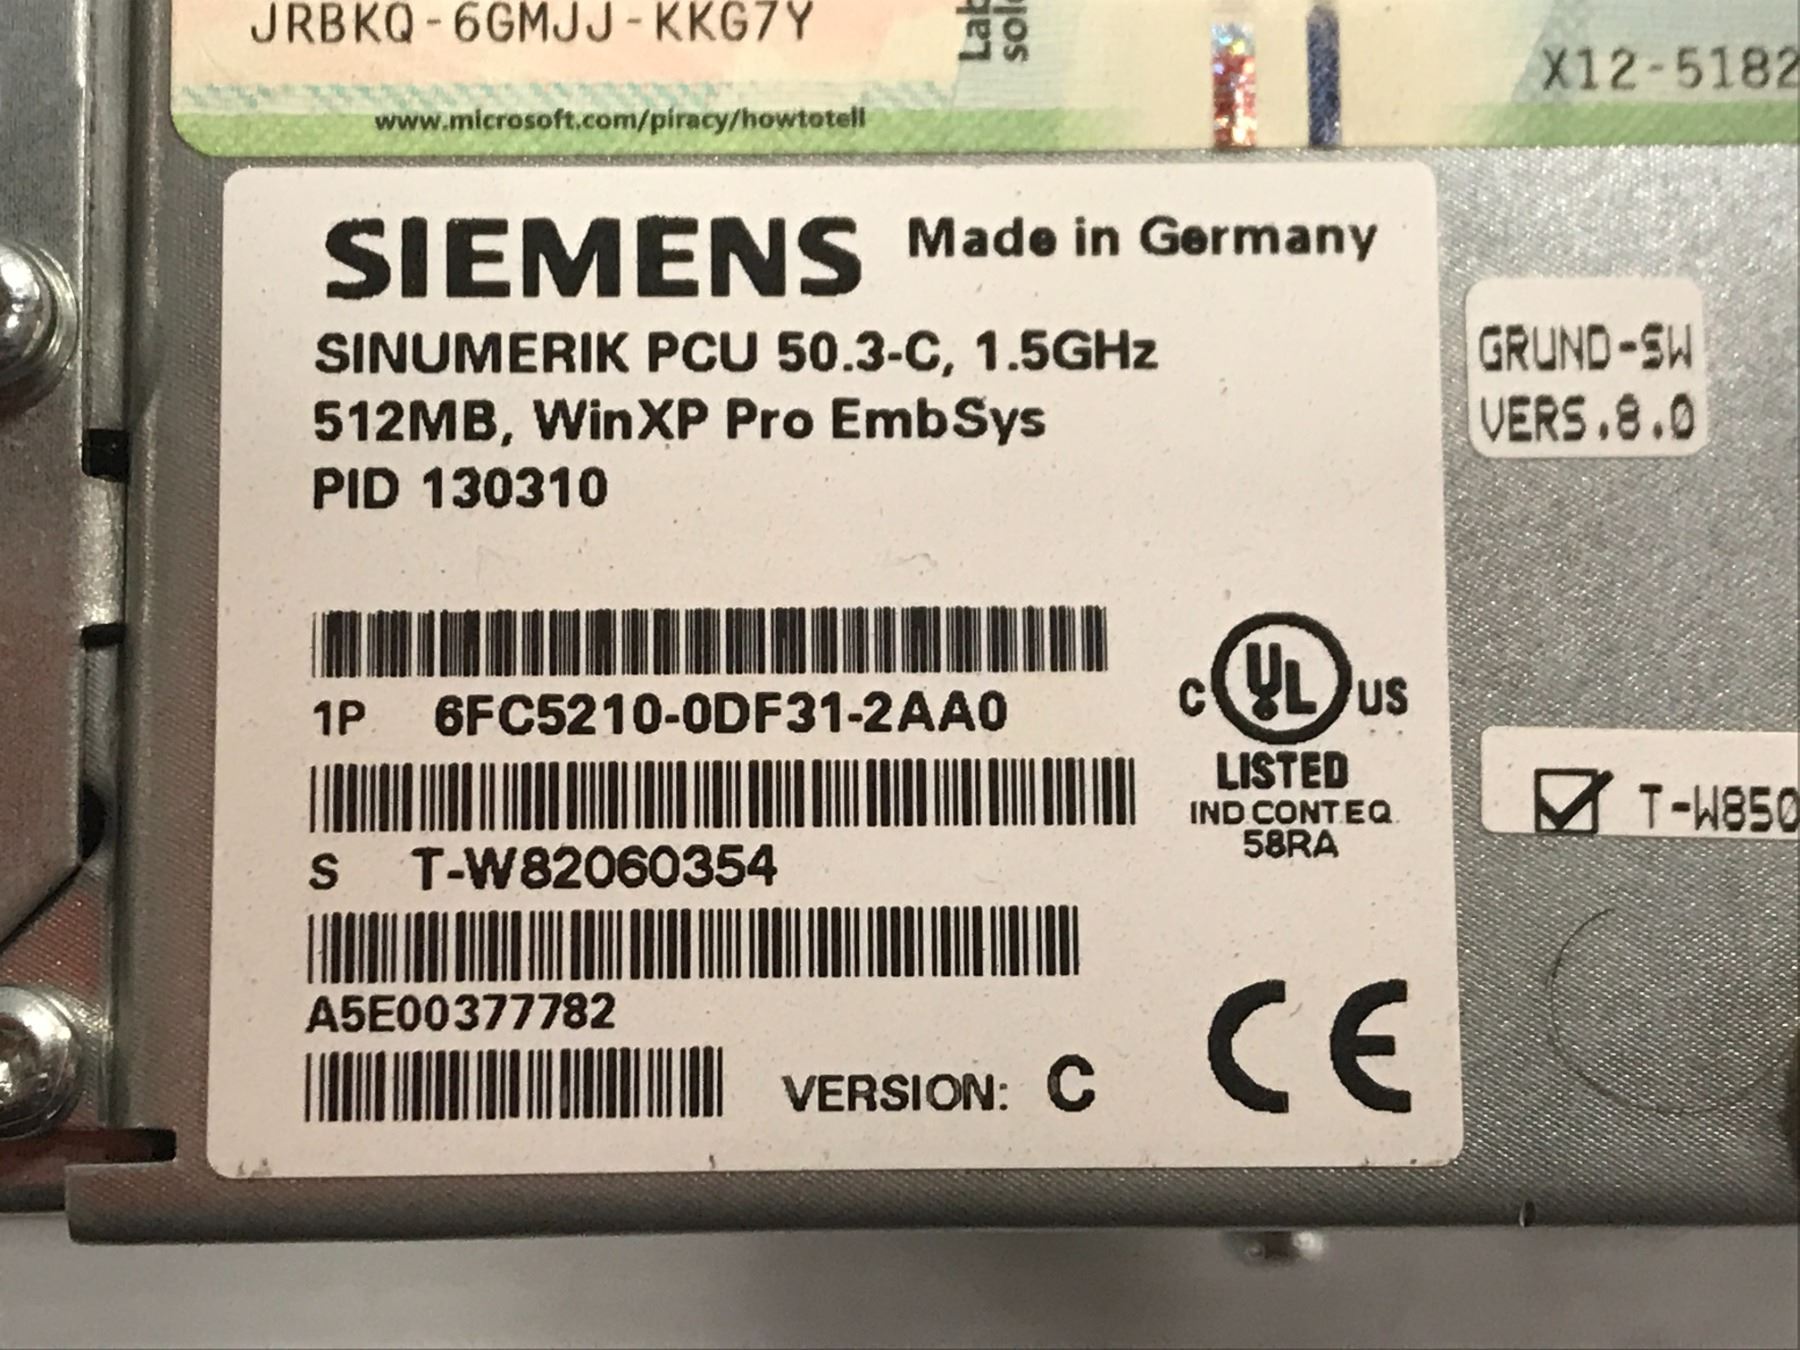 JRBKQ-6GMJJ-KKG7Y
www.microsoft.com/piracy/howtotell
X12-5182
SIEMENS Made in Germany
SINUMERIK PCU 50.3-C, 1.5GHz
512MB, WinXP Pro EmbSys
PID 130310
GRUND-SW
VERS.8.0
1P 6FC5210-0DF31-2AA0
C UL US
LISTED
IND.CONT.EQ.
58RA
S T-W82060354
T-W850
A5E00377782
VERSION: C
CE